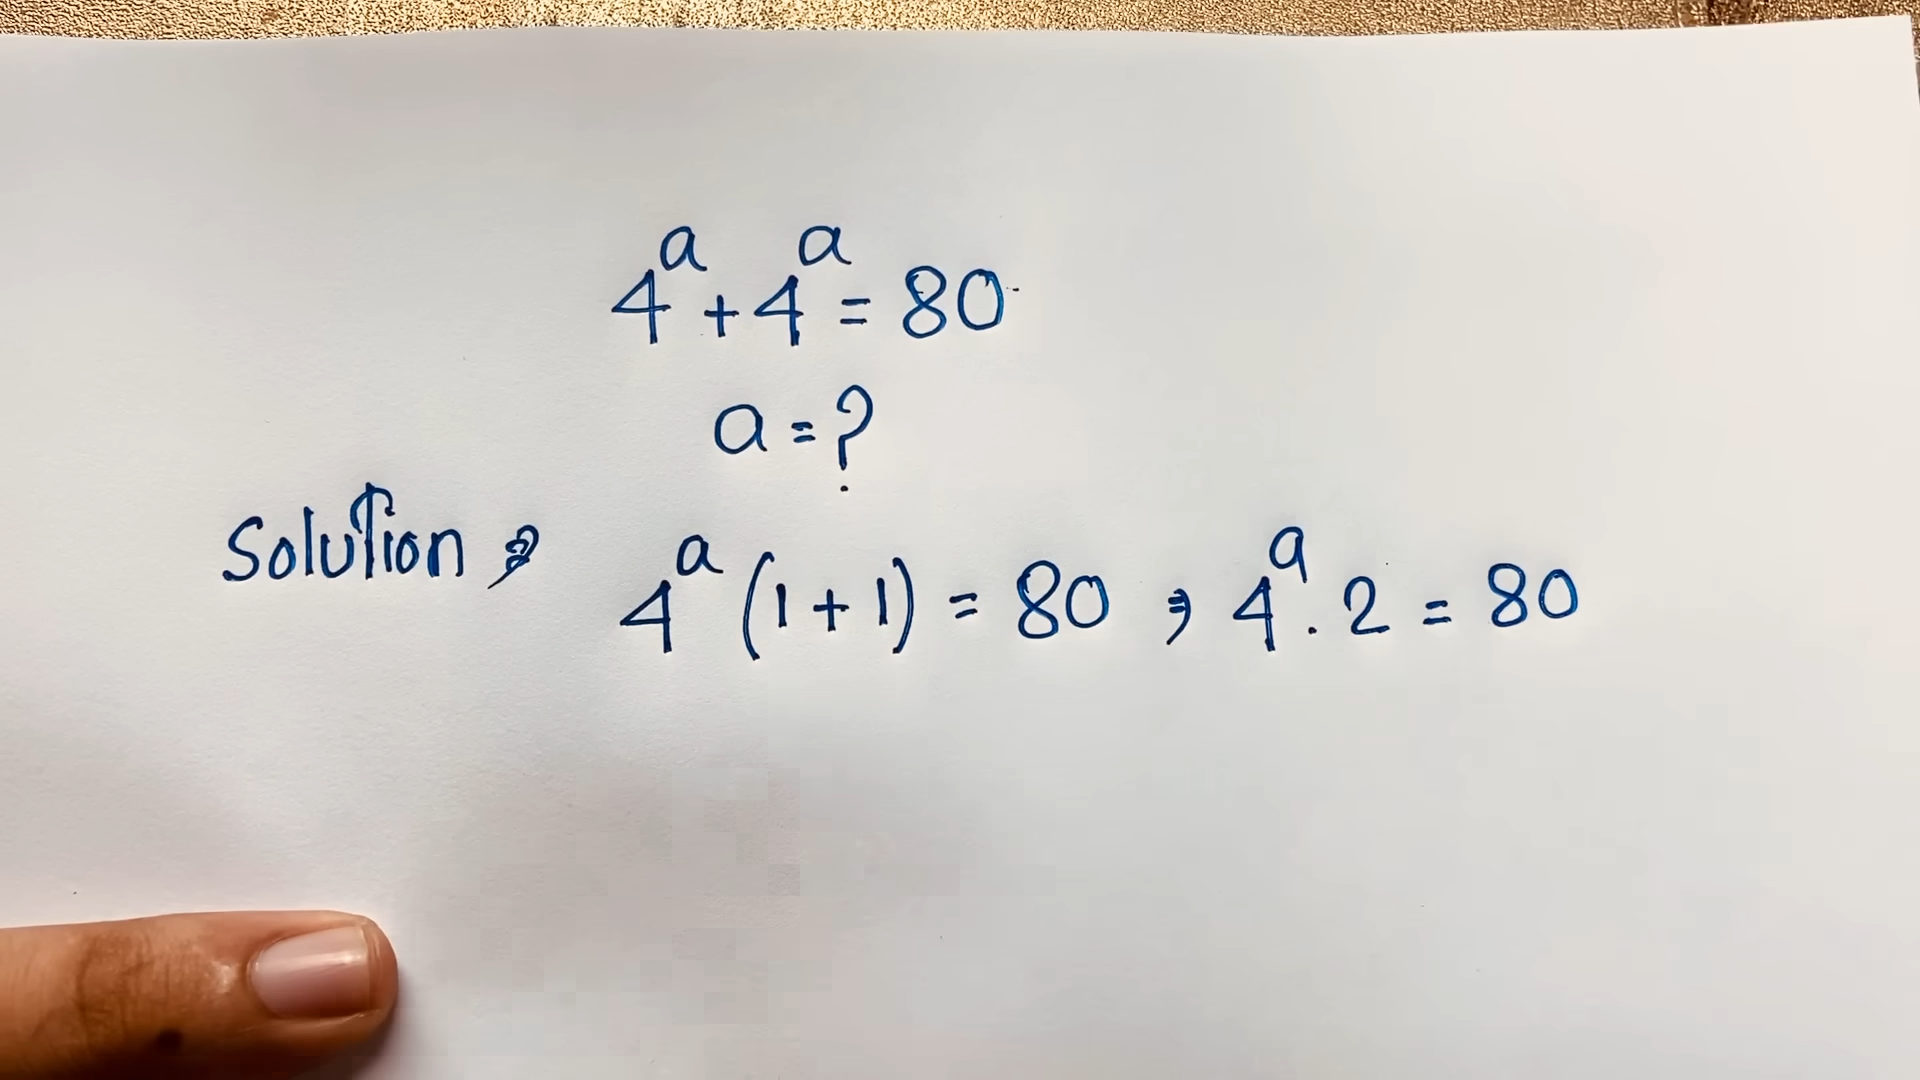 4^a + 4^a = 80
a = ?
Solution ⇒ 4^a (1 + 1) = 80 ⇒ 4^a . 2 = 80